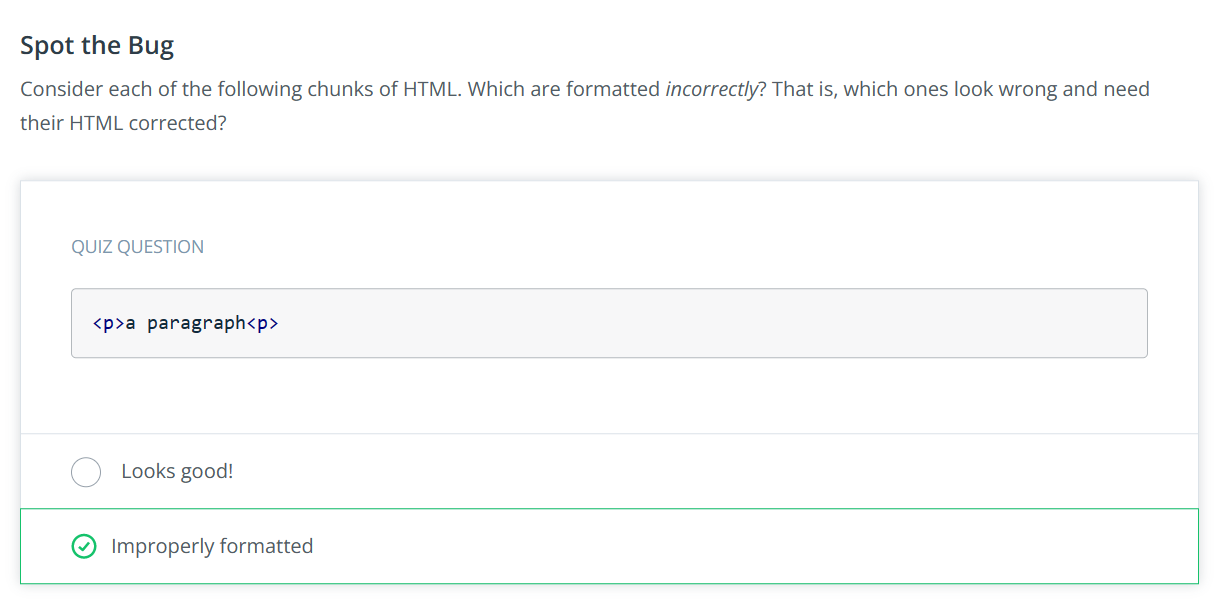 Spot the Bug
Consider each of the following chunks of HTML. Which are formatted incorrectly? That is, which ones look wrong and need
their HTML corrected?
QUIZ QUESTION
<p>a paragraph<p>
Looks good!
Improperly formatted